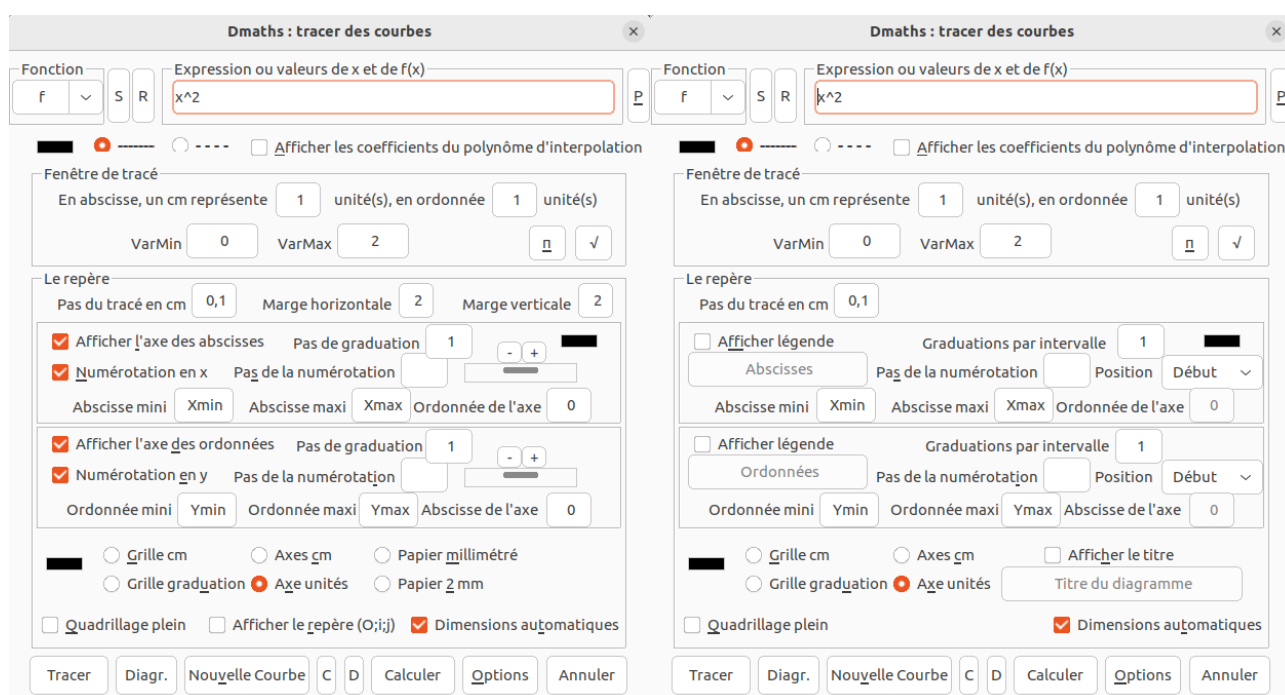 Dmaths : tracer des courbes
Fonction
Expression ou valeurs de x et de f(x)
f
S
R
x^2
P
Afficher les coefficients du polynôme d'interpolation
Fenêtre de tracé
En abscisse, un cm représente 1 unité(s), en ordonnée 1 unité(s)
VarMin 0 VarMax 2 π √
Le repère
Pas du tracé en cm 0,1 Marge horizontale 2 Marge verticale 2
Afficher l'axe des abscisses Pas de graduation 1
- +
Numérotation en x Pas de la numérotation
Abscisse mini Xmin Abscisse maxi Xmax Ordonnée de l'axe 0
Afficher l'axe des ordonnées Pas de graduation 1
- +
Numérotation en y Pas de la numérotation
Ordonnée mini Ymin Ordonnée maxi Ymax Abscisse de l'axe 0
Grille cm Axes cm Papier millimétré
Grille graduation Axe unités Papier 2 mm
Quadrillage plein Afficher le repère (O;i;j) Dimensions automatiques
Tracer Diagr. Nouvelle Courbe C D Calculer Options Annuler
Dmaths : tracer des courbes
Fonction
Expression ou valeurs de x et de f(x)
f
S
R
x^2
P
Afficher les coefficients du polynôme d'interpolation
Fenêtre de tracé
En abscisse, un cm représente 1 unité(s), en ordonnée 1 unité(s)
VarMin 0 VarMax 2 π √
Le repère
Pas du tracé en cm 0,1
Afficher légende Graduations par intervalle 1
Abscisses Pas de la numérotation Position Début
Abscisse mini Xmin Abscisse maxi Xmax Ordonnée de l'axe 0
Afficher légende Graduations par intervalle 1
Ordonnées Pas de la numérotation Position Début
Ordonnée mini Ymin Ordonnée maxi Ymax Abscisse de l'axe 0
Grille cm Axes cm Afficher le titre
Grille graduation Axe unités Titre du diagramme
Quadrillage plein Dimensions automatiques
Tracer Diagr. Nouvelle Courbe C D Calculer Options Annuler